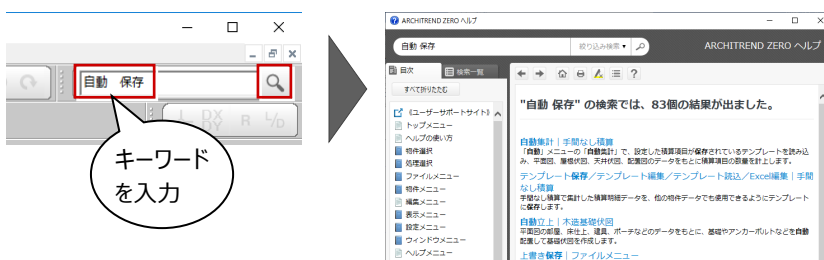 自動 保存
キーワード
を入力
DX
DY
R
L/D
ARCHITREND ZERO ヘルプ
自動 保存
絞り込み検索▼
ARCHITREND ZERO ヘルプ
目次
検索一覧
すべて折りたたむ
《ユーザーサポートサイト》
トップメニュー
ヘルプの使い方
物件選択
処理選択
ファイルメニュー
物件メニュー
編集メニュー
表示メニュー
設定メニュー
ウィンドウメニュー
ヘルプメニュー
"自動 保存" の検索では、83個の結果が出ました。
自動集計｜手間なし積算
「自動」メニューの「自動集計」で、設定した積算項目が保存されているテンプレートを読み込
み、平面図、屋根伏図、天井伏図、配置図のデータをもとに積算項目の数量を計上します。
テンプレート保存／テンプレート編集／テンプレート読込／Excel編集｜手間
なし積算
手間なし積算で集計した積算明細データを、他の物件データでも使用できるようにテンプレート
に保存します。
自動立上｜木造基礎伏図
平面図の部屋、床仕上、建具、ポーチなどのデータをもとに、基礎やアンカーボルトなどを自動
配置して基礎伏図を作成します。
上書き保存｜ファイルメニュー